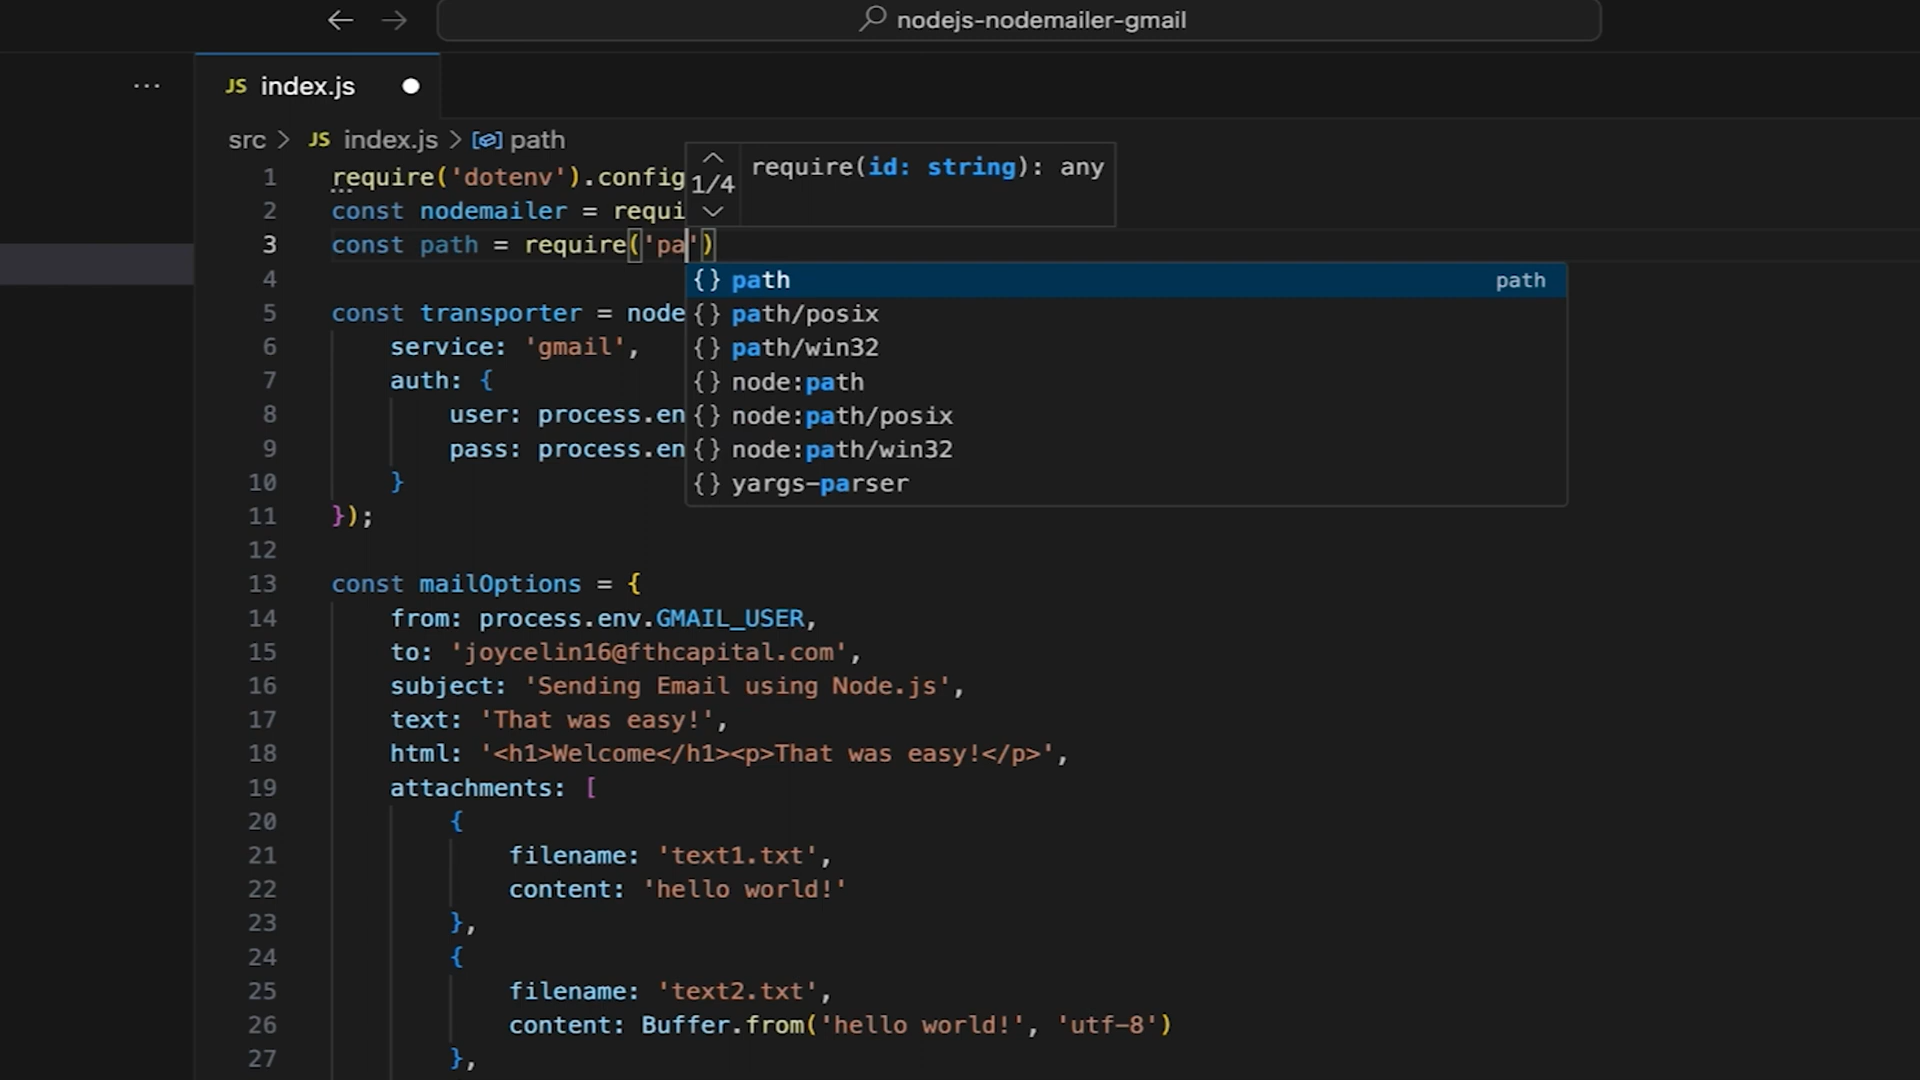 nodejs-nodemailer-gmail
JS index.js
src > JS index.js > path
1 require('dotenv').config
2 const nodemailer = requi
3 const path = require('pa')
1/4
require(id: string): any
path path
path/posix
path/win32
node:path
node:path/posix
node:path/win32
yargs-parser
4
5 const transporter = node
6 service: 'gmail',
7 auth: {
8 user: process.en
9 pass: process.en
10 }
11 });
12
13 const mailOptions = {
14 from: process.env.GMAIL_USER,
15 to: 'joycelin16@fthcapital.com',
16 subject: 'Sending Email using Node.js',
17 text: 'That was easy!',
18 html: '<h1>Welcome</h1><p>That was easy!</p>',
19 attachments: [
20 {
21 filename: 'text1.txt',
22 content: 'hello world!'
23 },
24 {
25 filename: 'text2.txt',
26 content: Buffer.from('hello world!', 'utf-8')
27 },